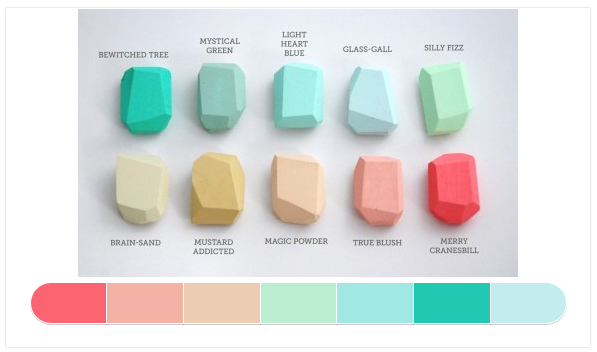 BEWITCHED TREE
MYSTICAL
GREEN
LIGHT
HEART
BLUE
GLASS-GALL
SILLY FIZZ
BRAIN-SAND
MUSTARD
ADDICTED
MAGIC POWDER
TRUE BLUSH
MERRY
CRANESBILL